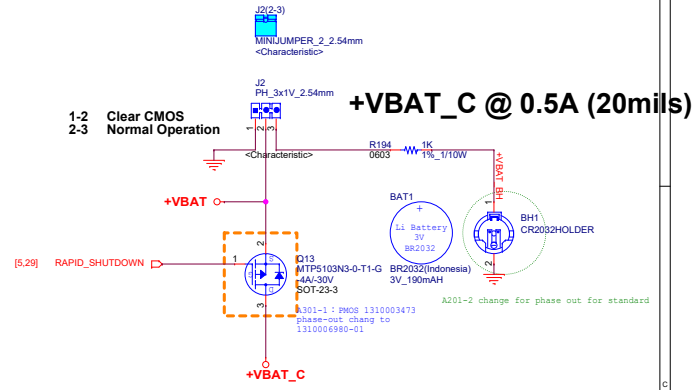 J2(2-3)
MINIJUMPER_2_2.54mm
<Characteristic>
J2
PH_3x1V_2.54mm
+VBAT_C @ 0.5A (20mils)
1-2 Clear CMOS
2-3 Normal Operation
1
2
3
<Characteristic>
R194 1K
0603 1%_1/10W
+VBAT_BH
+VBAT
BAT1
+
Li Battery
3V
BR2032
BR2032(Indonesia)
3V_190mAH
1
BH1
CR2032HOLDER
2
A201-2 change for phase out for standard
[5,29] RAPID_SHUTDOWN
1
2
S
G
3
Q13
MTP5103N3-0-T1-G
-4A/-30V
SOT-23-3
A301-1 : PMOS 1310003473
phase-out chang to
1310006980-01
+VBAT_C
C